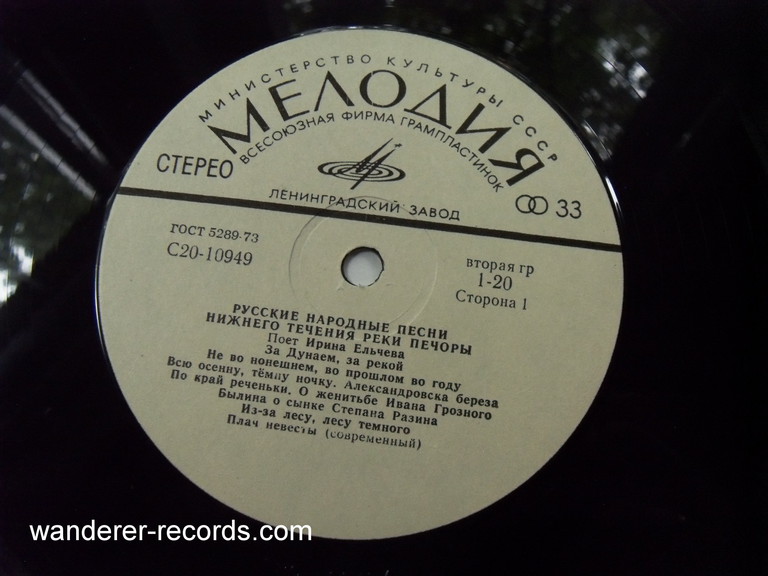 МИНИСТЕРСТВО КУЛЬТУРЫ СССР
МЕЛОДИЯ
ВСЕСОЮЗНАЯ ФИРМА ГРАМПЛАСТИНОК
СТЕРЕО
ЛЕНИНГРАДСКИЙ ЗАВОД
33
ГОСТ 5289-73
С20-10949
вторая гр
1-20
Сторона 1
РУССКИЕ НАРОДНЫЕ ПЕСНИ
НИЖНЕГО ТЕЧЕНИЯ РЕКИ ПЕЧОРЫ
Поет Ирина Ельчева
За Дунаем, за рекой
Не во нонешнем, во прошлом во году
Всю осенну, тёмну ночку. Александровска береза
По край реченьки. О женитьбе Ивана Грозного
Былина о сынке Степана Разина
Из-за лесу, лесу темного
Плач невесты (современный)
wanderer-records.com